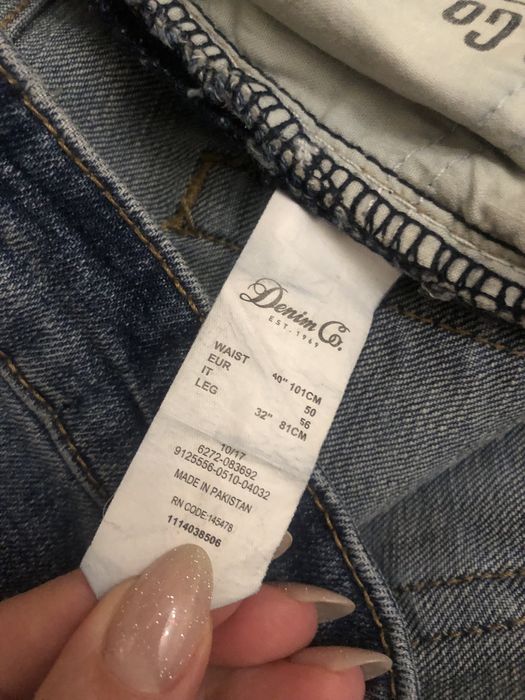 & Co
Denim Co.
EST. 1969
WAIST 40" 101CM
EUR 50
IT 56
LEG 32" 81CM
10/17
6272-083692
9125556-0510-04032
MADE IN PAKISTAN
RN CODE:145478
1114038506